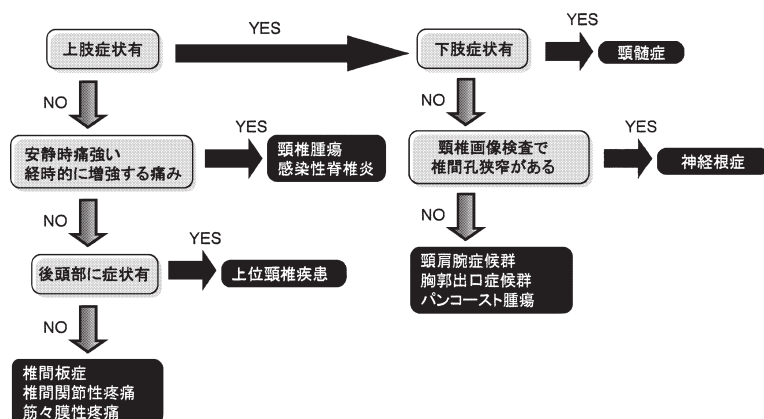 上肢症状有
YES
下肢症状有
YES
頸髄症
NO
NO
安静時痛強い
経時的に増強する痛み
YES
頸椎腫瘍
感染性脊椎炎
頸椎画像検査で
椎間孔狭窄がある
YES
神経根症
NO
NO
後頭部に症状有
YES
上位頸椎疾患
頸肩腕症候群
胸郭出口症候群
パンコースト腫瘍
NO
椎間板症
椎間関節性疼痛
筋々膜性疼痛